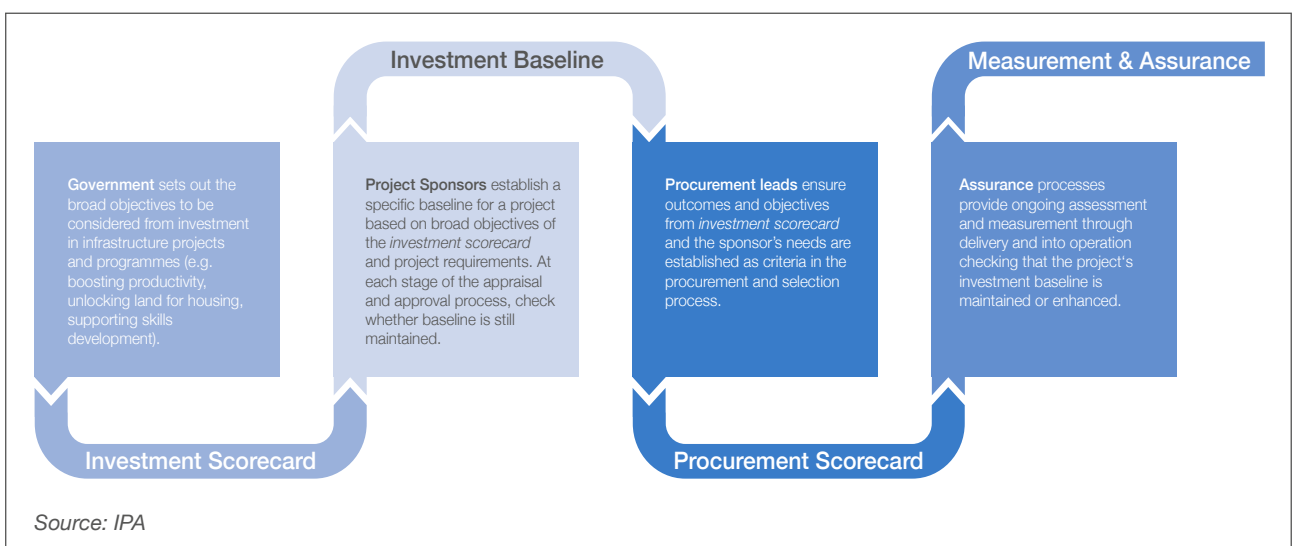 Investment Baseline
Measurement & Assurance
Government sets out the
broad objectives to be
considered from investment
in infrastructure projects
and programmes (e.g.
boosting productivity,
unlocking land for housing,
supporting skills
development).
Project Sponsors establish a
specific baseline for a project
based on broad objectives of
the investment scorecard
and project requirements. At
each stage of the appraisal
and approval process, check
whether baseline is still
maintained.
Procurement leads ensure
outcomes and objectives
from investment scorecard
and the sponsor's needs are
established as criteria in the
procurement and selection
process.
Assurance processes
provide ongoing assessment
and measurement through
delivery and into operation
checking that the project's
investment baseline is
maintained or enhanced.
Investment Scorecard
Procurement Scorecard
Source: IPA